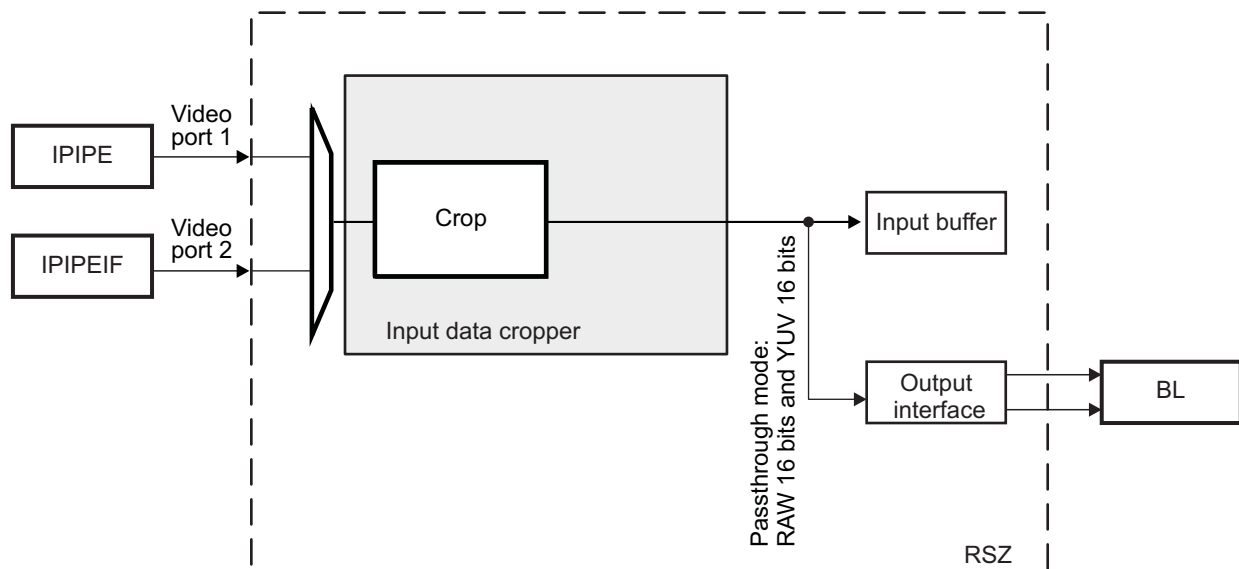 Video
port 1
IPIPE
Video
port 2
IPIPEIF
Crop
Input data cropper
Input buffer
Passthrough mode:
RAW 16 bits and YUV 16 bits
Output
interface
BL
RSZ